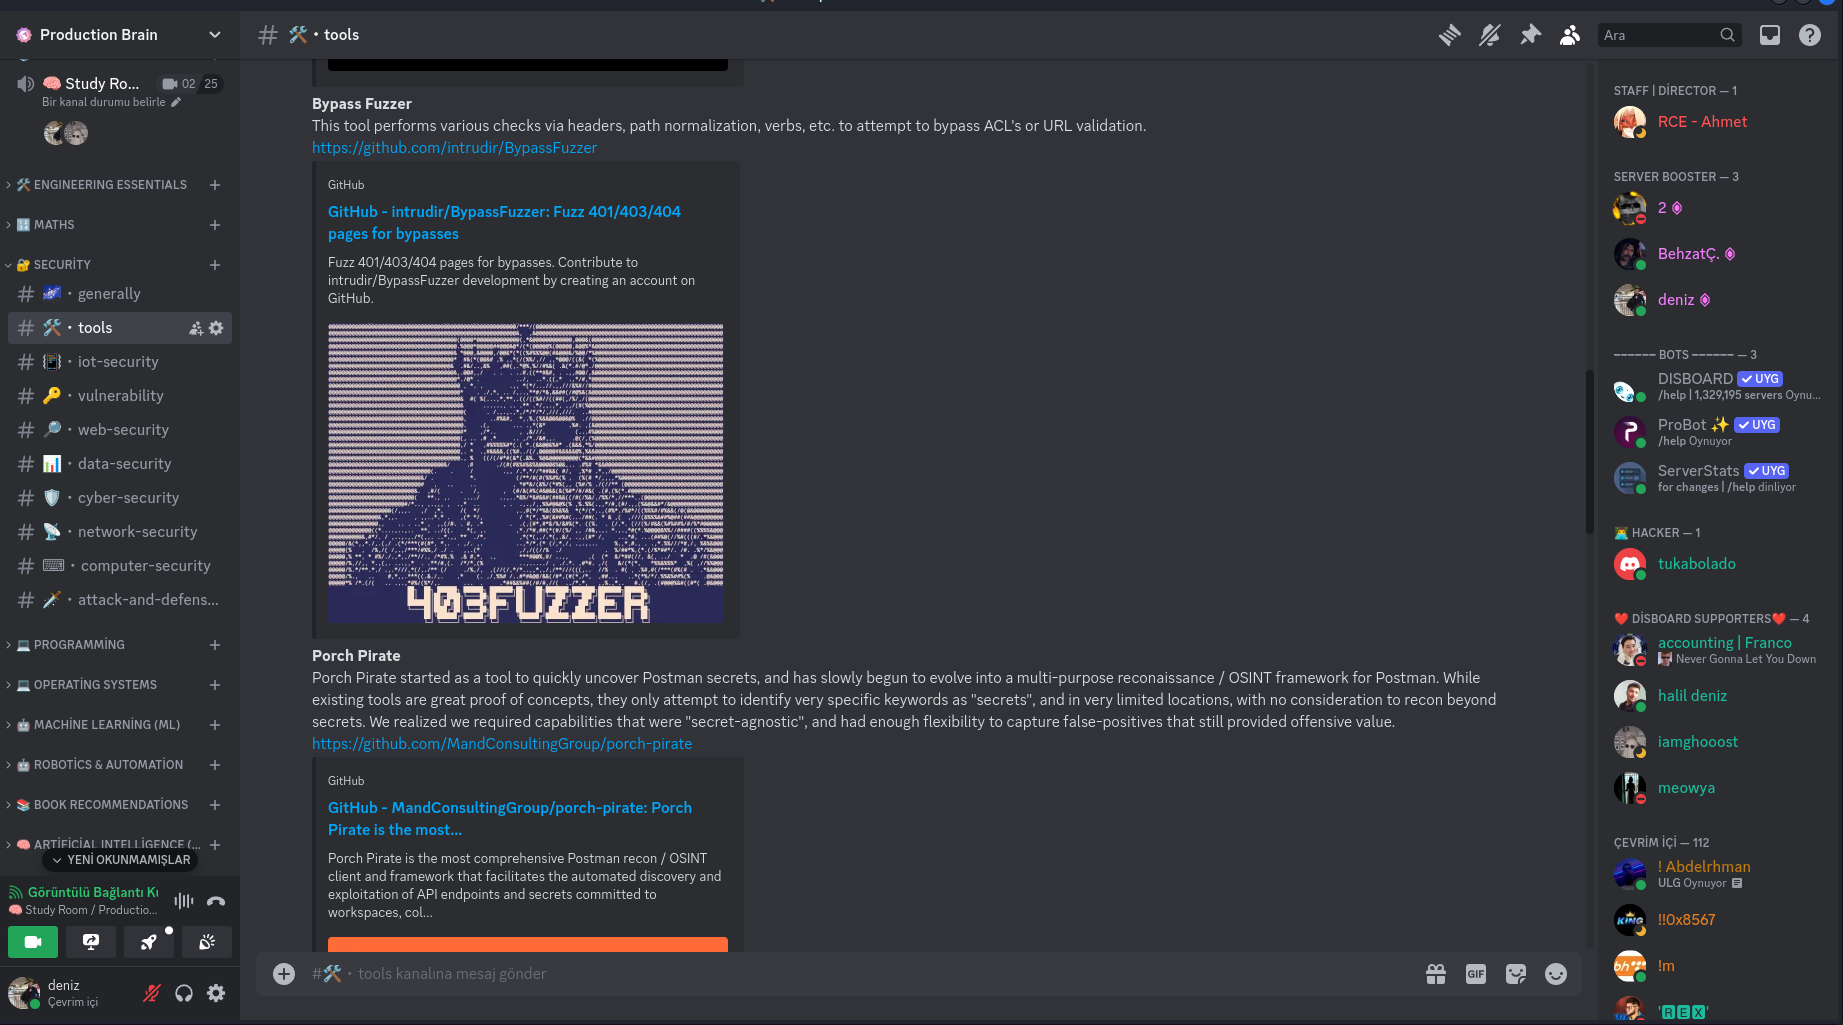 Production Brain
Study Ro...
02 25
Bir kanal durumu belirle
ENGINEERING ESSENTIALS
MATHS
SECURITY
generally
tools
iot-security
vulnerability
web-security
data-security
cyber-security
network-security
computer-security
attack-and-defens...
PROGRAMMİNG
OPERATİNG SYSTEMS
MACHİNE LEARNİNG (ML)
ROBOTİCS & AUTOMATİON
BOOK RECOMMENDATİONS
ARTİFİCİAL INTELLİGENCE (...
YENİ OKUNMAMIŞLAR
Görüntülü Bağlantı Kı
Study Room / Productio...
deniz
Çevrim içi
• tools
Ara
Bypass Fuzzer
This tool performs various checks via headers, path normalization, verbs, etc. to attempt to bypass ACL's or URL validation.
https://github.com/intrudir/BypassFuzzer
GitHub
GitHub - intrudir/BypassFuzzer: Fuzz 401/403/404
pages for bypasses
Fuzz 401/403/404 pages for bypasses. Contribute to
intrudir/BypassFuzzer development by creating an account on
GitHub.
403FUZZER
Porch Pirate
Porch Pirate started as a tool to quickly uncover Postman secrets, and has slowly begun to evolve into a multi-purpose reconaissance / OSINT framework for Postman. While
existing tools are great proof of concepts, they only attempt to identify very specific keywords as "secrets", and in very limited locations, with no consideration to recon beyond
secrets. We realized we required capabilities that were "secret-agnostic", and had enough flexibility to capture false-positives that still provided offensive value.
https://github.com/MandConsultingGroup/porch-pirate
GitHub
GitHub - MandConsultingGroup/porch-pirate: Porch
Pirate is the most...
Porch Pirate is the most comprehensive Postman recon / OSINT
client and framework that facilitates the automated discovery and
exploitation of API endpoints and secrets committed to
workspaces, col...
#🛠 • tools kanalına mesaj gönder
GIF
STAFF | DİRECTOR — 1
RCE - Ahmet
SERVER BOOSTER — 3
2
BehzatÇ.
deniz
—————— BOTS —————— — 3
DISBOARD ✓ UYG
/help | 1,329,195 servers Oynu...
ProBot ✨ ✓ UYG
/help Oynuyor
ServerStats ✓ UYG
for changes | /help dinliyor
HACKER — 1
tukabolado
❤️ DİSBOARD SUPPORTERS❤️ — 4
accounting | Franco
Never Gonna Let You Down
halil deniz
iamghooost
meowya
ÇEVRİM İÇİ — 112
! Abdelrhman
ULG Oynuyor
KING
!!0x8567
bh
!m
'REX'